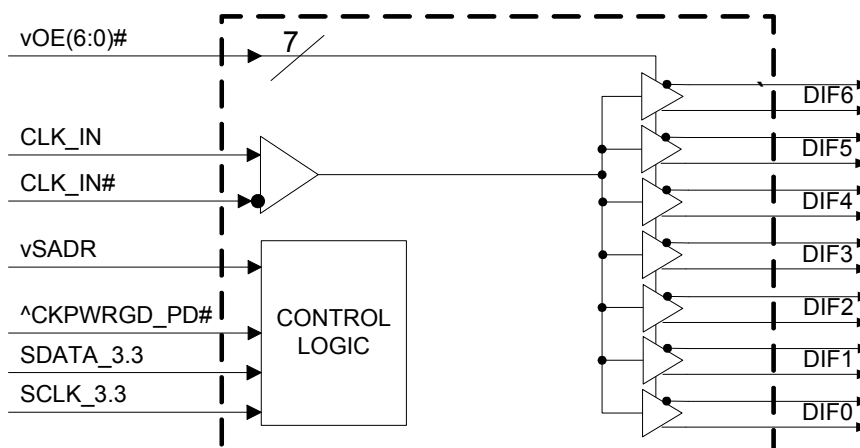 vOE(6:0)#
7
CLK_IN
CLK_IN#
vSADR
^CKPWRGD_PD#
SDATA_3.3
SCLK_3.3
CONTROL
LOGIC
DIF6
DIF5
DIF4
DIF3
DIF2
DIF1
DIF0